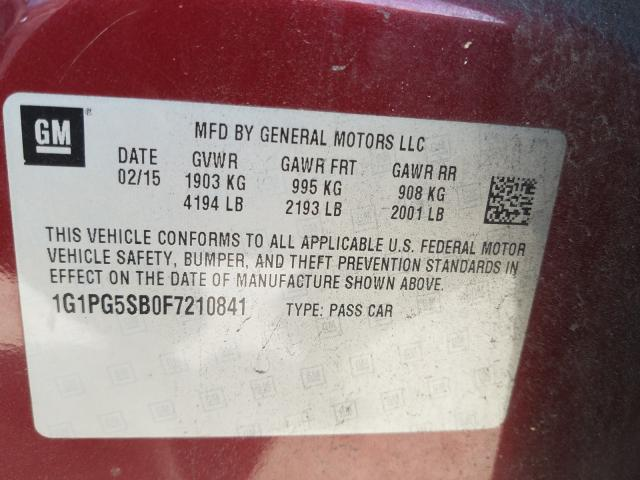 GM
MFD BY GENERAL MOTORS LLC
DATE GVWR GAWR FRT GAWR RR
02/15 1903 KG 995 KG 908 KG
4194 LB 2193 LB 2001 LB
THIS VEHICLE CONFORMS TO ALL APPLICABLE U.S. FEDERAL MOTOR
VEHICLE SAFETY, BUMPER, AND THEFT PREVENTION STANDARDS IN
EFFECT ON THE DATE OF MANUFACTURE SHOWN ABOVE.
1G1PG5SB0F7210841 TYPE: PASS CAR